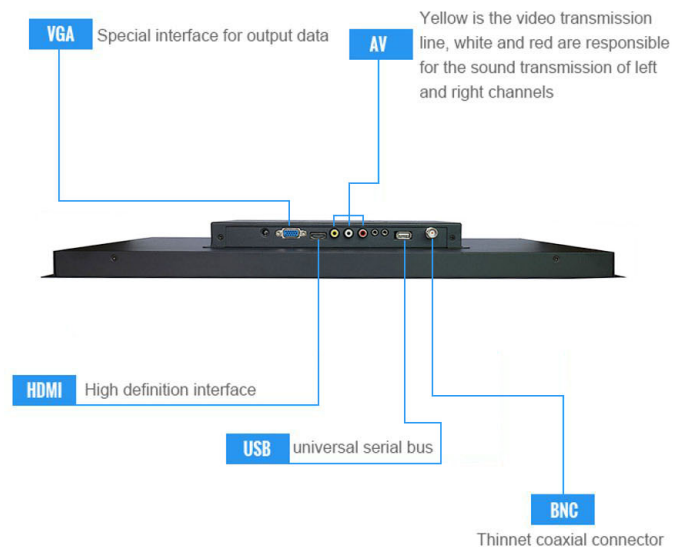 VGA
Special interface for output data
AV
Yellow is the video transmission
line, white and red are responsible
for the sound transmission of left
and right channels
HDMI
High definition interface
USB
universal serial bus
BNC
Thinnet coaxial connector